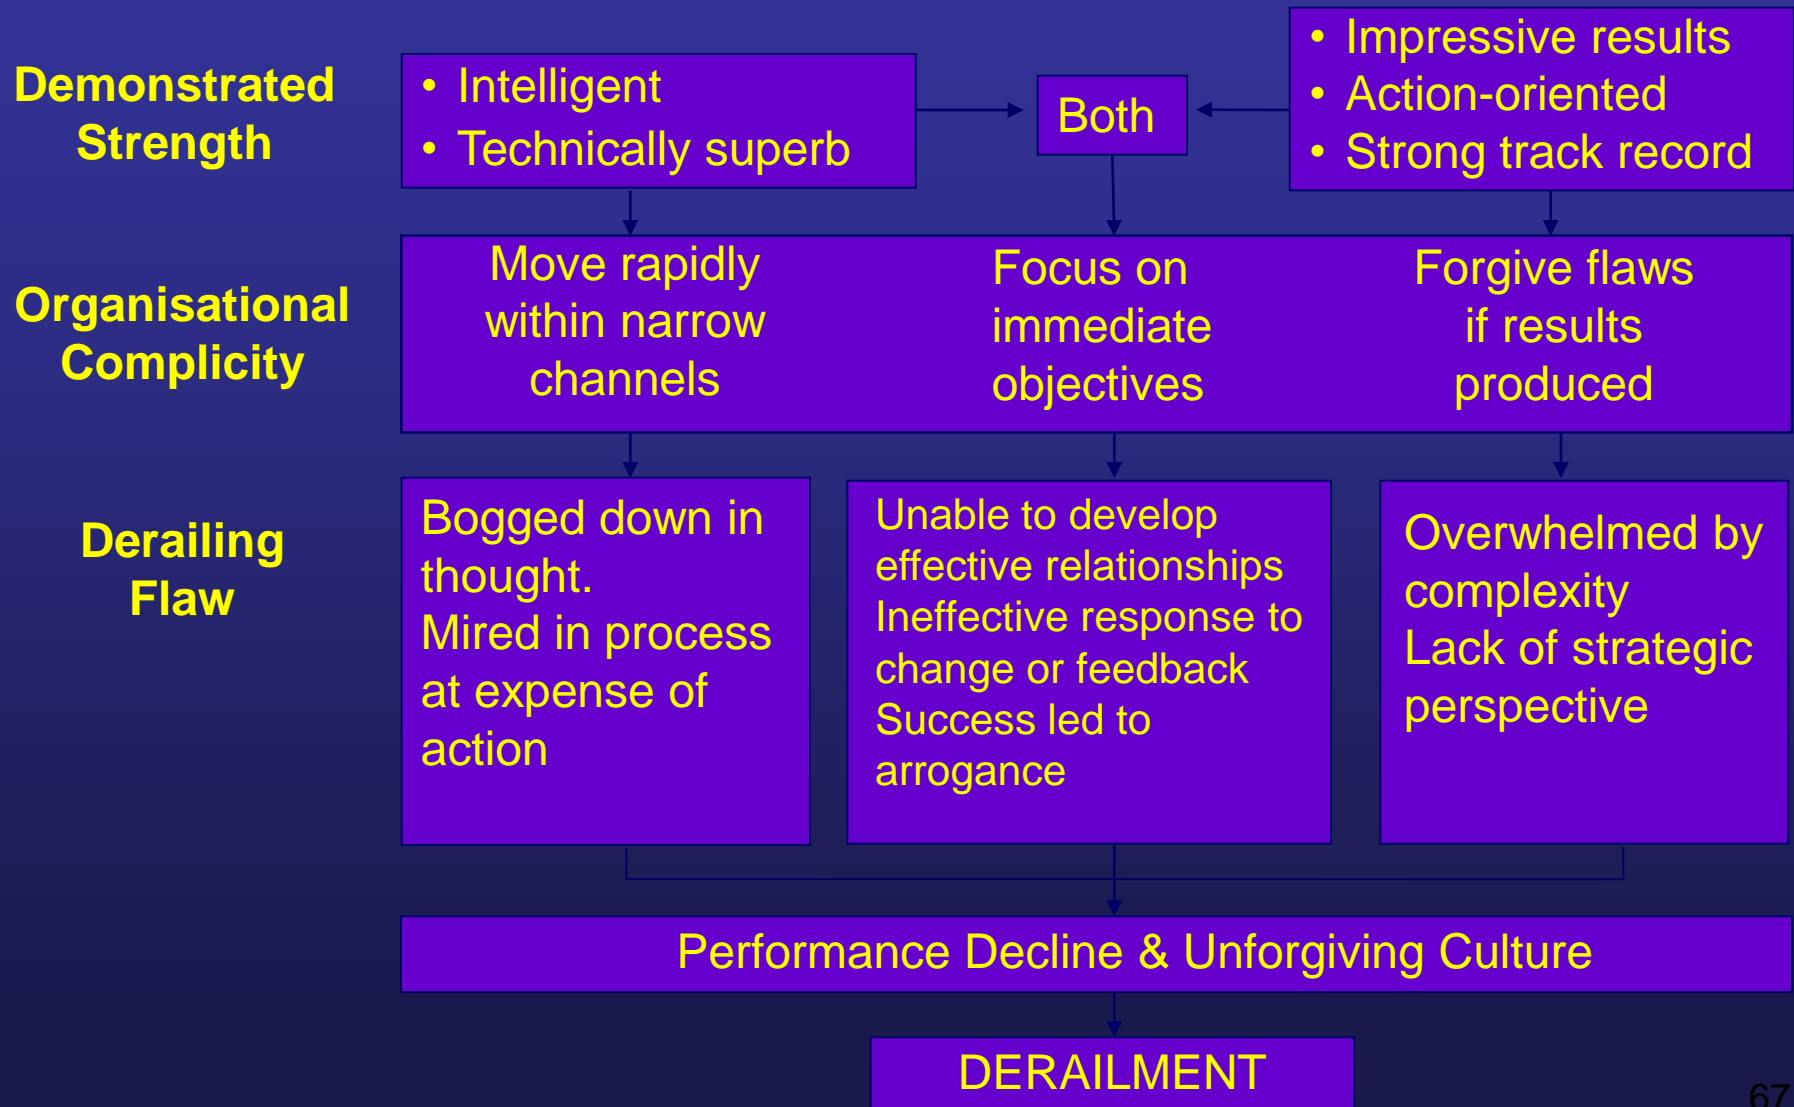 Demonstrated
Strength
• Intelligent
• Technically superb
Both
• Impressive results
• Action-oriented
• Strong track record
Organisational
Complicity
Move rapidly
within narrow
channels
Focus on
immediate
objectives
Forgive flaws
if results
produced
Derailing
Flaw
Bogged down in
thought.
Mired in process
at expense of
action
Unable to develop
effective relationships
Ineffective response to
change or feedback
Success led to
arrogance
Overwhelmed by
complexity
Lack of strategic
perspective
Performance Decline & Unforgiving Culture
DERAILMENT
67